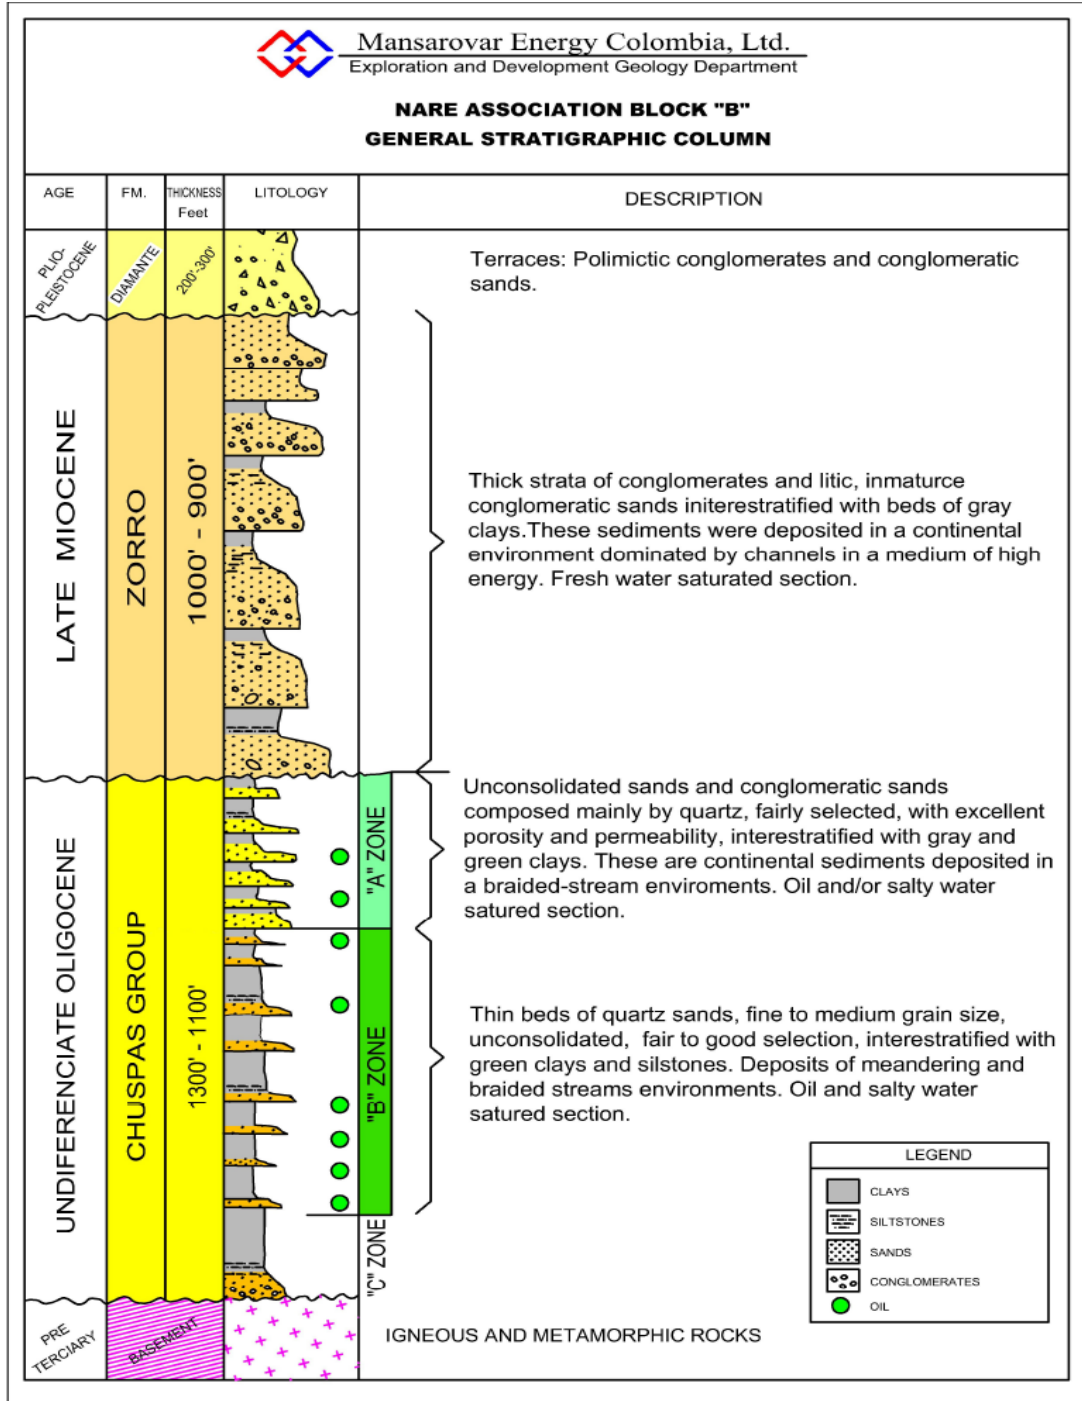 Mansarovar Energy Colombia, Ltd.
Exploration and Development Geology Department
NARE ASSOCIATION BLOCK "B"
GENERAL STRATIGRAPHIC COLUMN
AGE
FM.
THICKNESS
Feet
LITOLOGY
DESCRIPTION
PLIO-
PLEISTOCENE
DIAMANTE
200'-300'
Terraces: Polimictic conglomerates and conglomeratic
sands.
LATE MIOCENE
ZORRO
1000' - 900'
Thick strata of conglomerates and litic, inmaturce
conglomeratic sands initerestratified with beds of gray
clays.These sediments were deposited in a continental
environment dominated by channels in a medium of high
energy. Fresh water saturated section.
UNDIFERENCIATE OLIGOCENE
CHUSPAS GROUP
1300' - 1100'
"A" ZONE
Unconsolidated sands and conglomeratic sands
composed mainly by quartz, fairly selected, with excellent
porosity and permeability, interestratified with gray and
green clays. These are continental sediments deposited in
a braided-stream enviroments. Oil and/or salty water
satured section.
"B" ZONE
Thin beds of quartz sands, fine to medium grain size,
unconsolidated, fair to good selection, interestratified with
green clays and silstones. Deposits of meandering and
braided streams environments. Oil and salty water
satured section.
"C" ZONE
LEGEND
CLAYS
SILTSTONES
SANDS
CONGLOMERATES
OIL
PRE
TERCIARY
BASEMENT
IGNEOUS AND METAMORPHIC ROCKS